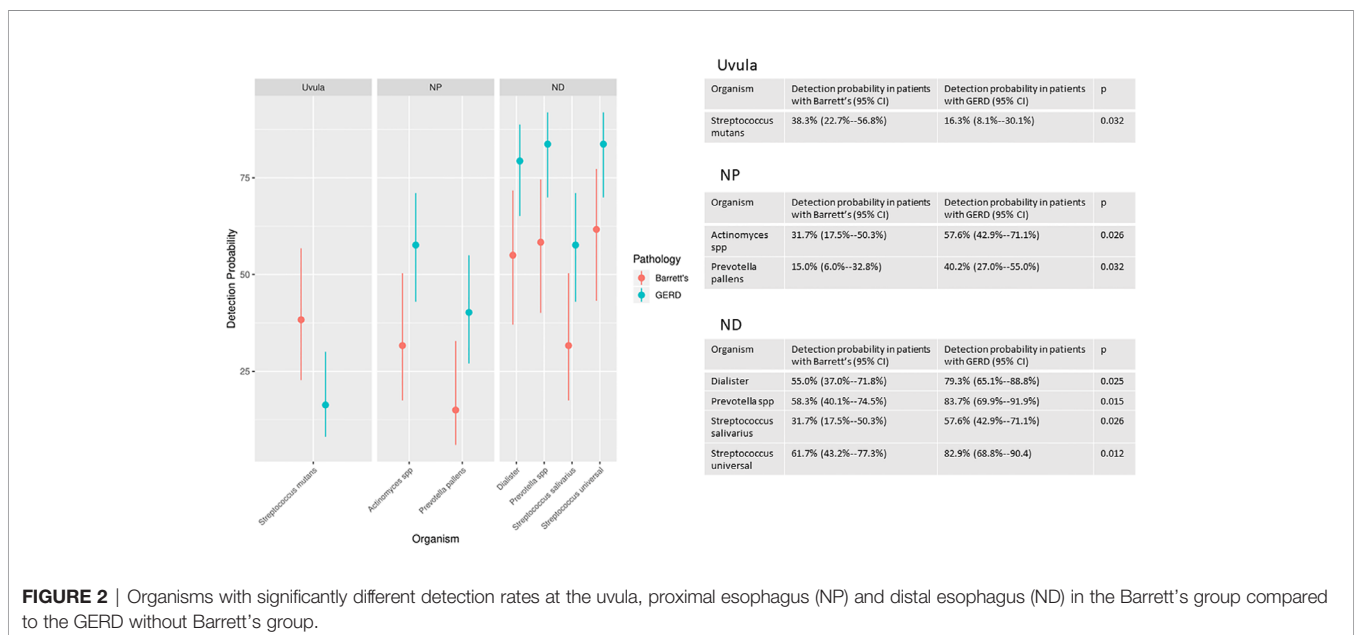 Uvula
NP
ND
75
50
25
Detection Probability
Streptococcus mutans
Actinomyces spp
Prevotella pallens
Dialister
Prevotella spp
Streptococcus salivarius
Streptococcus universal
Organism
Pathology
Barrett's
GERD
Uvula
Organism
Detection probability in patients
with Barrett's (95% CI)
Detection probability in patients
with GERD (95% CI)
p
Streptococcus
mutans
38.3% (22.7%--56.8%)
16.3% (8.1%--30.1%)
0.032
NP
Organism
Detection probability in patients
with Barrett's (95% CI)
Detection probability in patients
with GERD (95% CI)
p
Actinomyces
spp
31.7% (17.5%--50.3%)
57.6% (42.9%--71.1%)
0.026
Prevotella
pallens
15.0% (6.0%--32.8%)
40.2% (27.0%--55.0%)
0.032
ND
Organism
Detection probability in patients
with Barrett's (95% CI)
Detection probability in patients
with GERD (95% CI)
p
Dialister
55.0% (37.0%--71.8%)
79.3% (65.1%--88.8%)
0.025
Prevotella spp
58.3% (40.1%--74.5%)
83.7% (69.9%--91.9%)
0.015
Streptococcus
salivarius
31.7% (17.5%--50.3%)
57.6% (42.9%--71.1%)
0.026
Streptococcus
universal
61.7% (43.2%--77.3%)
82.9% (68.8%--90.4)
0.012
FIGURE 2 | Organisms with significantly different detection rates at the uvula, proximal esophagus (NP) and distal esophagus (ND) in the Barrett's group compared
to the GERD without Barrett's group.